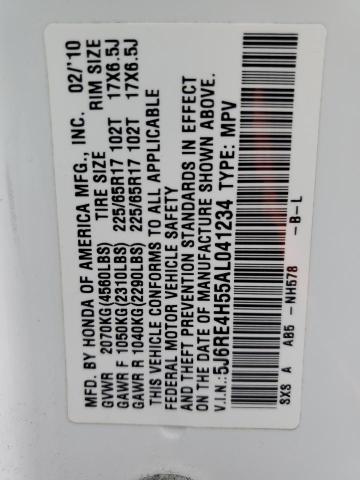 MFD. BY HONDA OF AMERICA MFG., INC. 02/'10
GVWR 2070KG(4560LBS) TIRE SIZE RIM SIZE
GAWR F 1050KG(2310LBS) 225/65R17 102T 17X6.5J
GAWR R 1040KG(2290LBS) 225/65R17 102T 17X6.5J
THIS VEHICLE CONFORMS TO ALL APPLICABLE
FEDERAL MOTOR VEHICLE SAFETY
AND THEFT PREVENTION STANDARDS IN EFFECT
ON THE DATE OF MANUFACTURE SHOWN ABOVE.
V.I.N.: 5J6RE4H55AL041234 TYPE: MPV
SXS A AB5 -NH578 -B-L